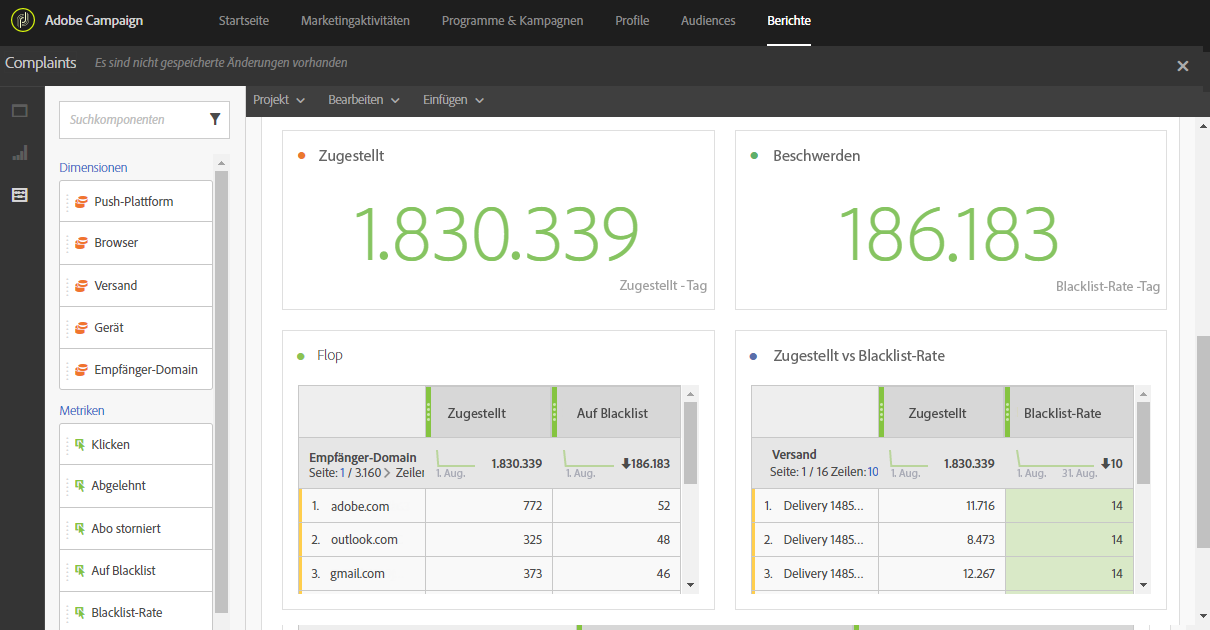 Adobe Campaign Startseite Marketingaktivitäten Programme & Kampagnen Profile Audiences Berichte
Complaints Es sind nicht gespeicherte Änderungen vorhanden
Projekt Bearbeiten Einfügen
Suchkomponenten
Dimensionen
Push-Plattform
Browser
Versand
Gerät
Empfänger-Domain
Metriken
Klicken
Abgelehnt
Abo storniert
Auf Blacklist
Blacklist-Rate
Zugestellt
1.830.339
Zugestellt - Tag
Beschwerden
186.183
Blacklist-Rate -Tag
Flop
Zugestellt Auf Blacklist
Empfänger-Domain
Seite: 1 / 3.160 > Zeilen
1. Aug. 1.830.339 1. Aug. 186.183
1. adobe.com 772 52
2. outlook.com 325 48
3. gmail.com 373 46
Zugestellt vs Blacklist-Rate
Zugestellt Blacklist-Rate
Versand
Seite: 1 / 16 Zeilen: 10
1. Aug. 1.830.339 1. Aug. 31. Aug. 10
1. Delivery 1485... 11.716 14
2. Delivery 1485... 8.473 14
3. Delivery 1485... 12.267 14